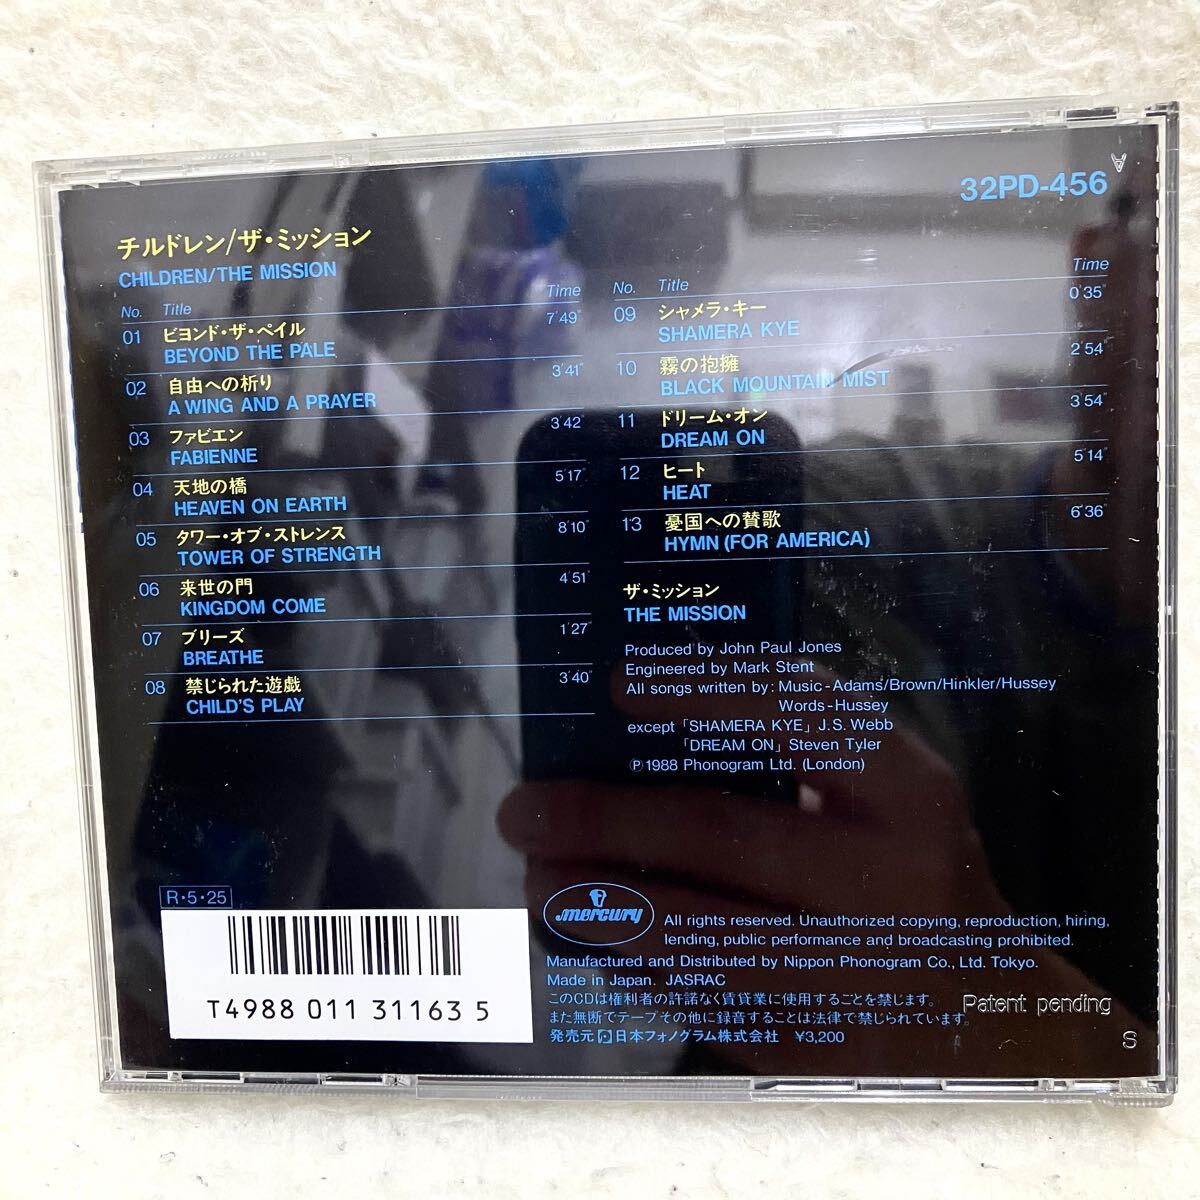 32PD-456
チルドレン/ザ・ミッション
CHILDREN/THE MISSION
No. Title Time
01 ビヨンド・ザ・ペイル 7'49"
BEYOND THE PALE
02 自由への祈り 3'41"
A WING AND A PRAYER
03 ファビエン 3'42"
FABIENNE
04 天地の橋 5'17"
HEAVEN ON EARTH
05 タワー・オブ・ストレンス 8'10"
TOWER OF STRENGTH
06 来世の門 4'51"
KINGDOM COME
07 ブリーズ 1'27"
BREATHE
08 禁じられた遊戯 3'40"
CHILD'S PLAY
No. Title Time
09 シャメラ・キー 0'35"
SHAMERA KYE
10 霧の抱擁 2'54"
BLACK MOUNTAIN MIST
11 ドリーム・オン 3'54"
DREAM ON
12 ヒート 5'14"
HEAT
13 憂国への賛歌 6'36"
HYMN (FOR AMERICA)
ザ・ミッション
THE MISSION
Produced by John Paul Jones
Engineered by Mark Stent
All songs written by: Music-Adams/Brown/Hinkler/Hussey
Words-Hussey
except「SHAMERA KYE」J.S. Webb
「DREAM ON」Steven Tyler
Ⓟ1988 Phonogram Ltd. (London)
R・5・25
T4988 011 31163 5
mercury
All rights reserved. Unauthorized copying, reproduction, hiring,
lending, public performance and broadcasting prohibited.
Manufactured and Distributed by Nippon Phonogram Co., Ltd. Tokyo.
Made in Japan. JASRAC
このCDは権利者の許諾なく賃貸業に使用することを禁じます。
また無断でテープその他に録音することは法律で禁じられています。
発売元 日本フォノグラム株式会社 ¥3,200
Patent pending
S